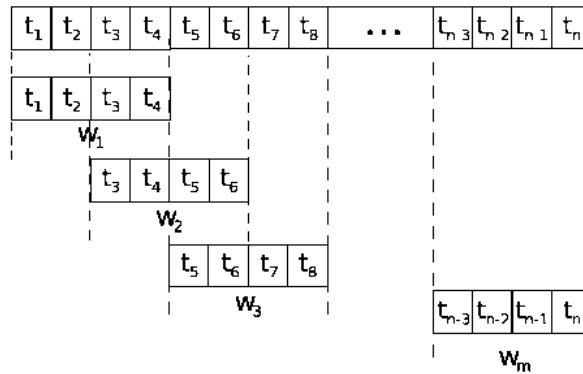 t1 t2 t3 t4 t5 t6 t7 t8 ... tn-3 tn-2 tn-1 tn
t1 t2 t3 t4
w1
t3 t4 t5 t6
w2
t5 t6 t7 t8
w3
tn-3 tn-2 tn-1 tn
wm